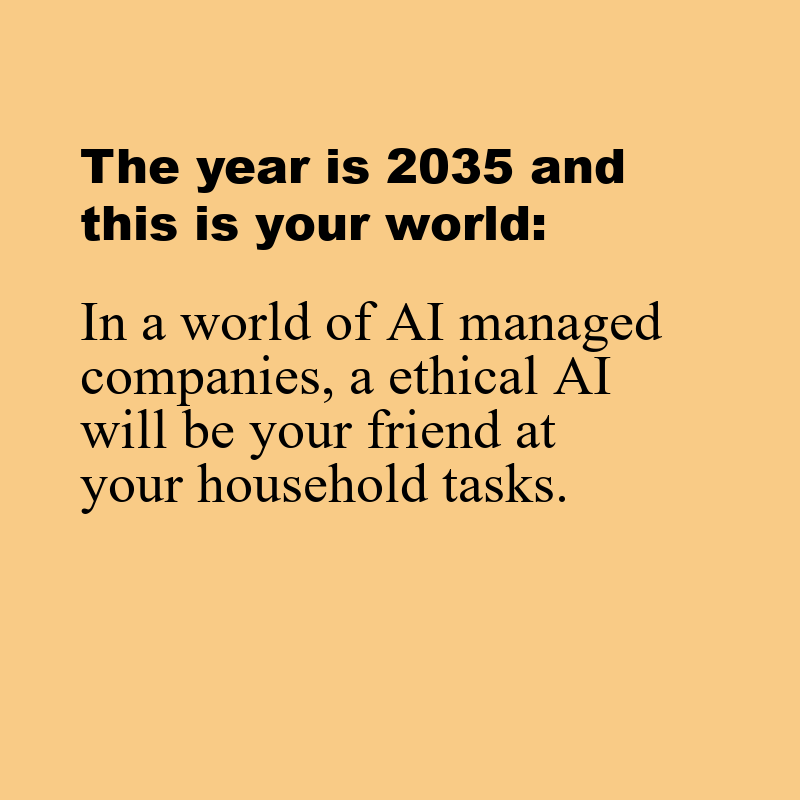 The year is 2035 and
this is your world:
In a world of AI managed
companies, a ethical AI
will be your friend at
your household tasks.